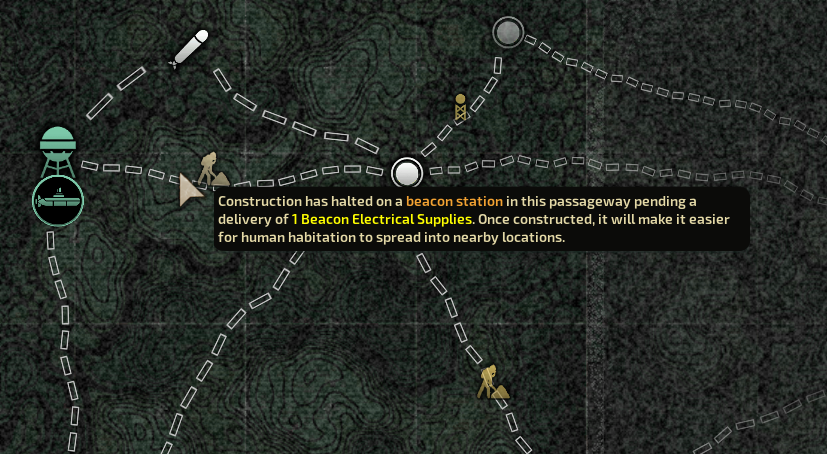 Construction has halted on a beacon station in this passageway pending a
delivery of 1 Beacon Electrical Supplies. Once constructed, it will make it easier
for human habitation to spread into nearby locations.